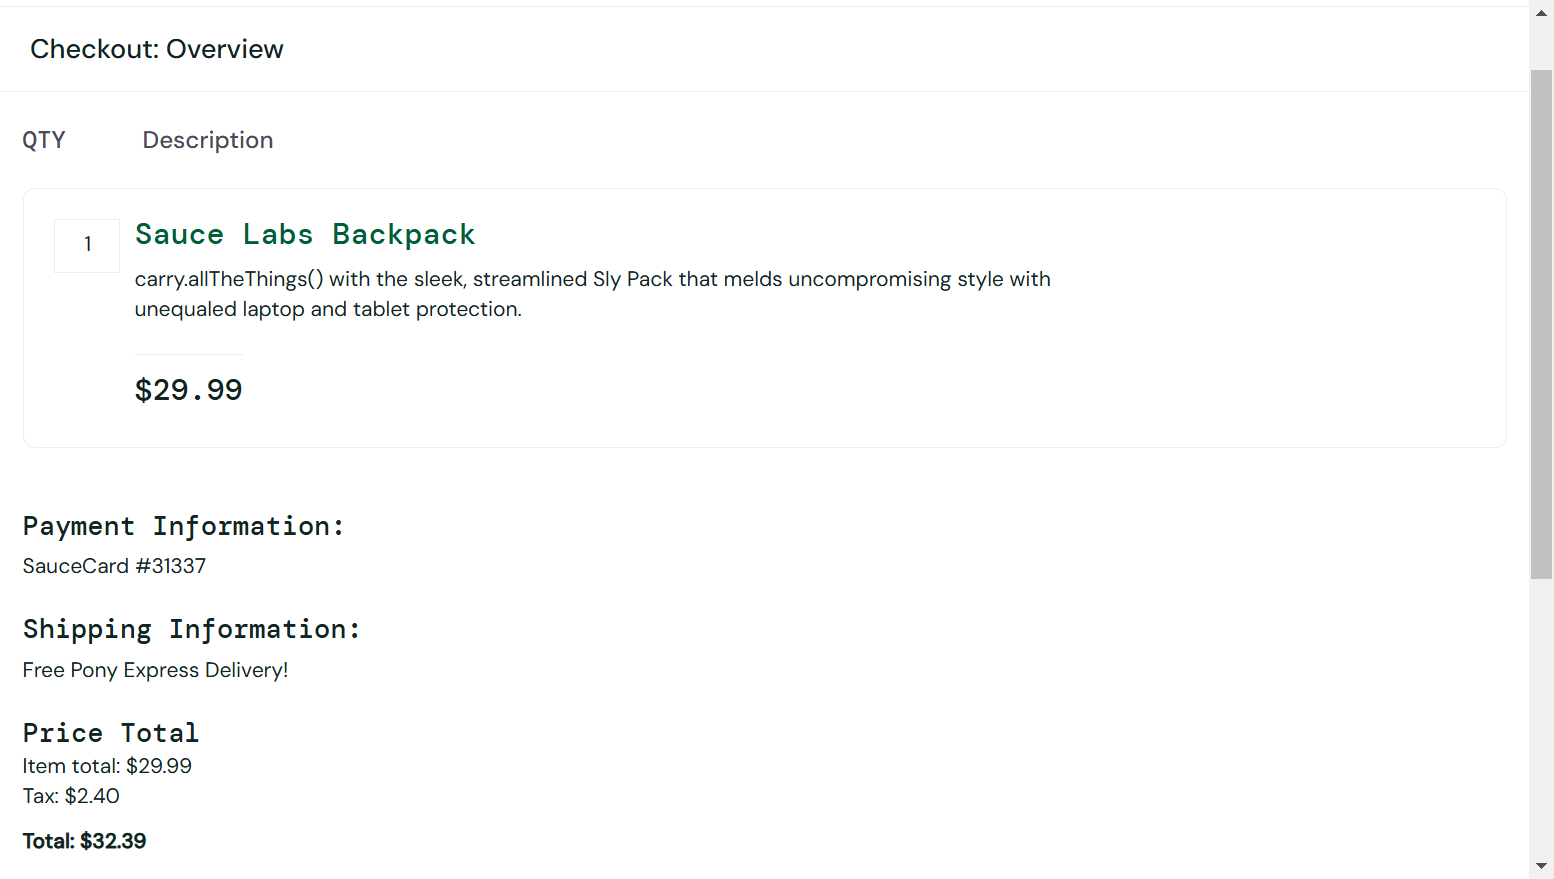 Checkout: Overview
QTY Description
1 Sauce Labs Backpack
carry.allTheThings() with the sleek, streamlined Sly Pack that melds uncompromising style with
unequaled laptop and tablet protection.
$29.99
Payment Information:
SauceCard #31337
Shipping Information:
Free Pony Express Delivery!
Price Total
Item total: $29.99
Tax: $2.40
Total: $32.39